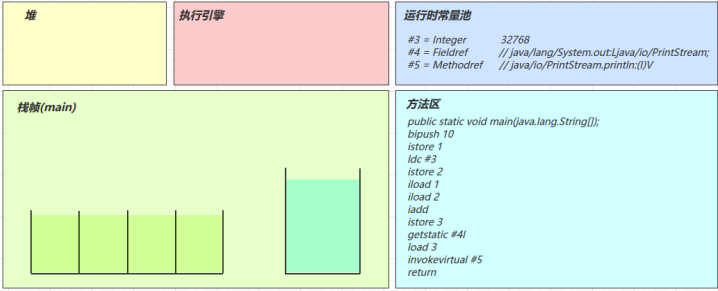 堆
执行引擎
运行时常量池
#3 = Integer 32768
#4 = Fieldref // java/lang/System.out:Ljava/io/PrintStream;
#5 = Methodref // java/io/PrintStream.println:(I)V
栈帧(main)
方法区
public static void main(java.lang.String[]);
bipush 10
istore 1
ldc #3
istore 2
iload 1
iload 2
iadd
istore 3
getstatic #4l
load 3
invokevirtual #5
return